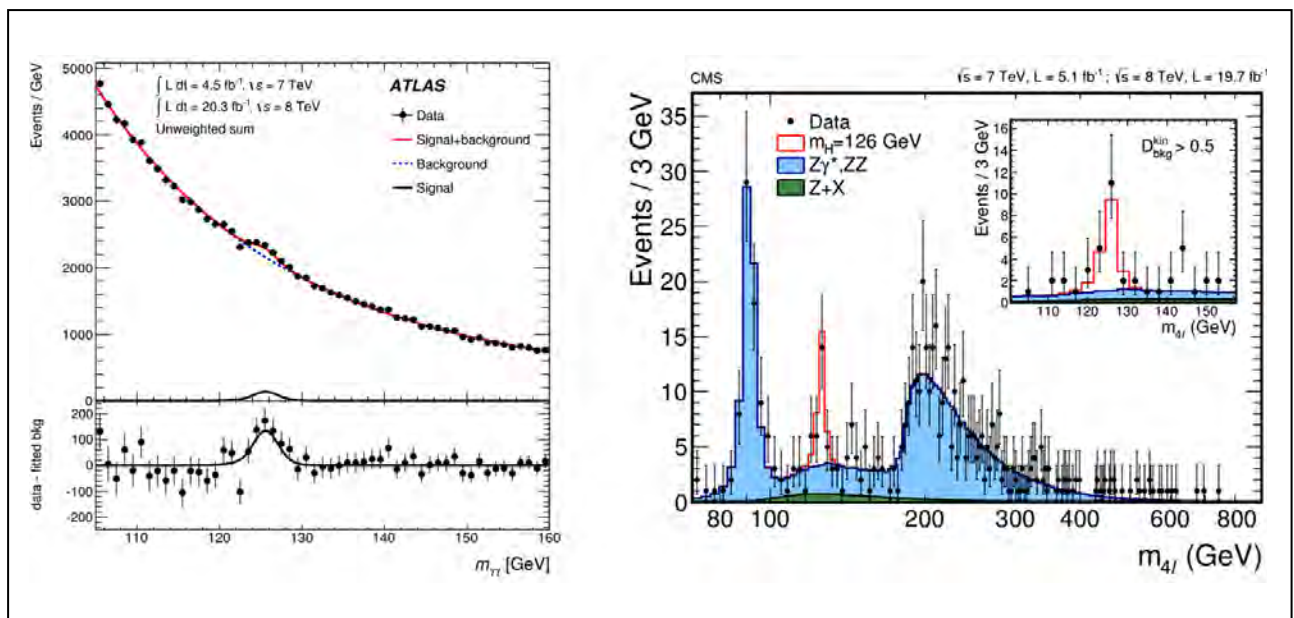 ∫ L dt = 4.5 fb⁻¹, √s = 7 TeV
∫ L dt = 20.3 fb⁻¹, √s = 8 TeV
Unweighted sum
ATLAS
Data
Signal+background
Background
Signal
Events / GeV
5000
4000
3000
2000
1000
0
data - fitted bkg
200
100
0
-100
-200
110 120 130 140 150 160
m_γγ [GeV]
CMS
√s = 7 TeV, L = 5.1 fb⁻¹ ; √s = 8 TeV, L = 19.7 fb⁻¹
Events / 3 GeV
35
30
25
20
15
10
5
0
Data
m_H=126 GeV
Zγ*,ZZ
Z+X
80 100 200 300 400 600 800
m_4l (GeV)
Events / 3 GeV
16
14
12
10
8
6
4
2
0
D^kin_bkg > 0.5
110 120 130 140 150
m_4l (GeV)